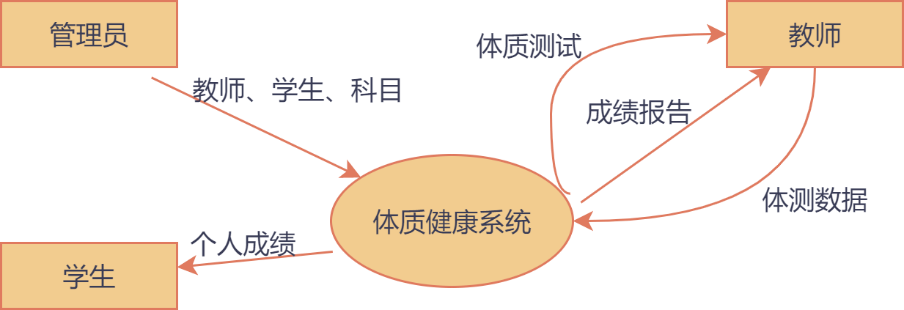 管理员
教师
体质测试
教师、学生、科目
成绩报告
体测数据
体质健康系统
个人成绩
学生